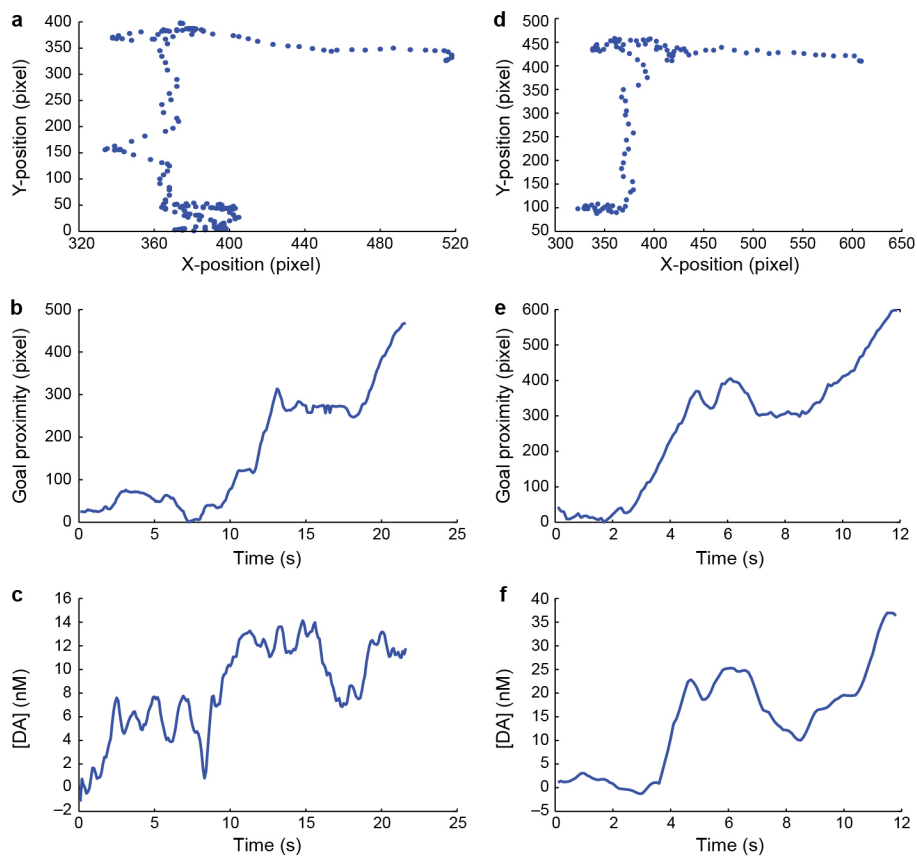 a
400
350
300
250
200
150
100
50
0
Y-position (pixel)
320 360 400 440 480 520
X-position (pixel)
d
500
450
400
350
300
250
200
150
100
50
Y-position (pixel)
300 350 400 450 500 550 600 650
X-position (pixel)
b
500
400
300
200
100
0
Goal proximity (pixel)
0 5 10 15 20 25
Time (s)
e
600
500
400
300
200
100
0
Goal proximity (pixel)
0 2 4 6 8 10 12
Time (s)
c
16
14
12
10
8
6
4
2
0
–2
[DA] (nM)
0 5 10 15 20 25
Time (s)
f
40
35
30
25
20
15
10
5
0
–5
[DA] (nM)
0 2 4 6 8 10 12
Time (s)